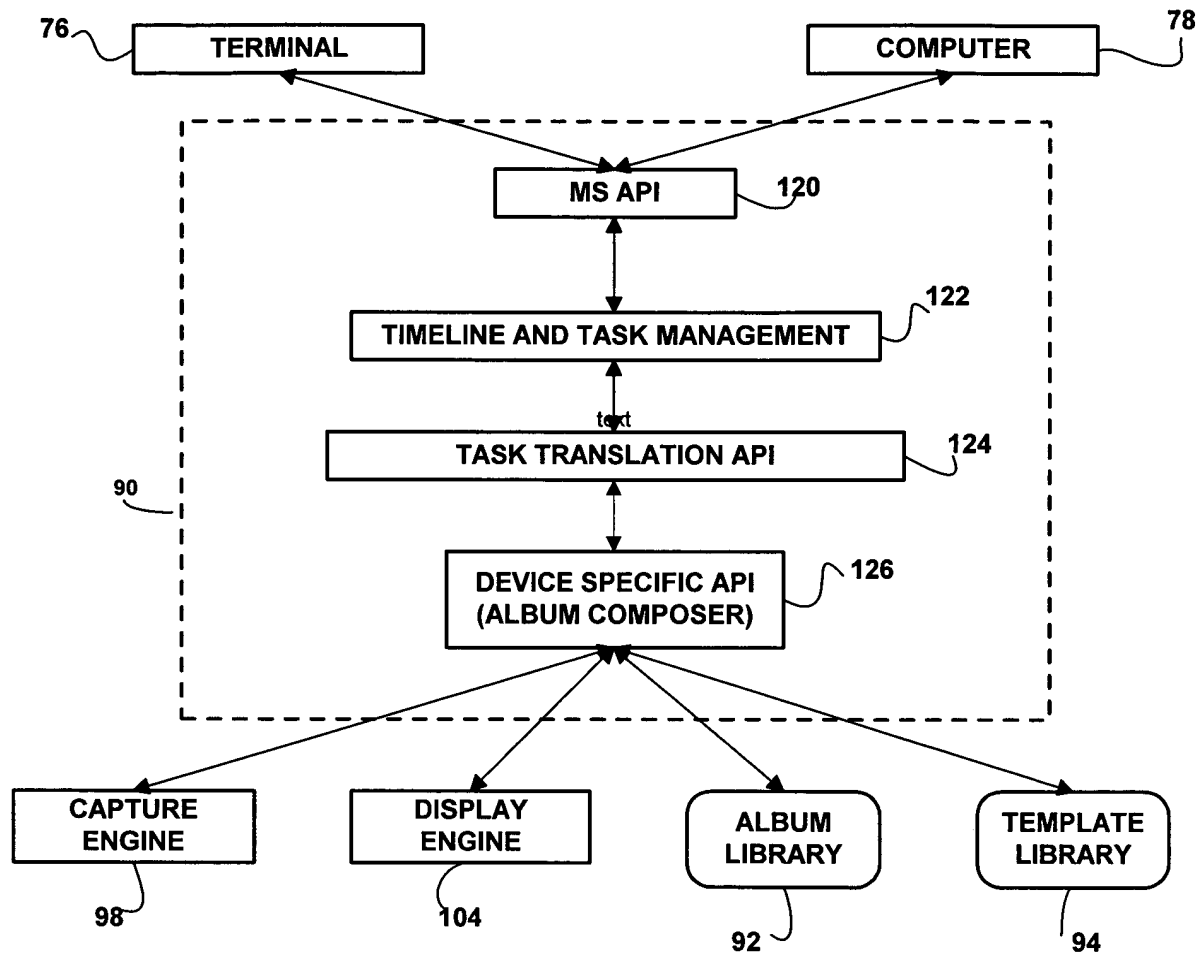 76
TERMINAL
COMPUTER
78
MS API
120
TIMELINE AND TASK MANAGEMENT
122
text
TASK TRANSLATION API
124
90
DEVICE SPECIFIC API
(ALBUM COMPOSER)
126
CAPTURE
ENGINE
98
DISPLAY
ENGINE
104
ALBUM
LIBRARY
92
TEMPLATE
LIBRARY
94